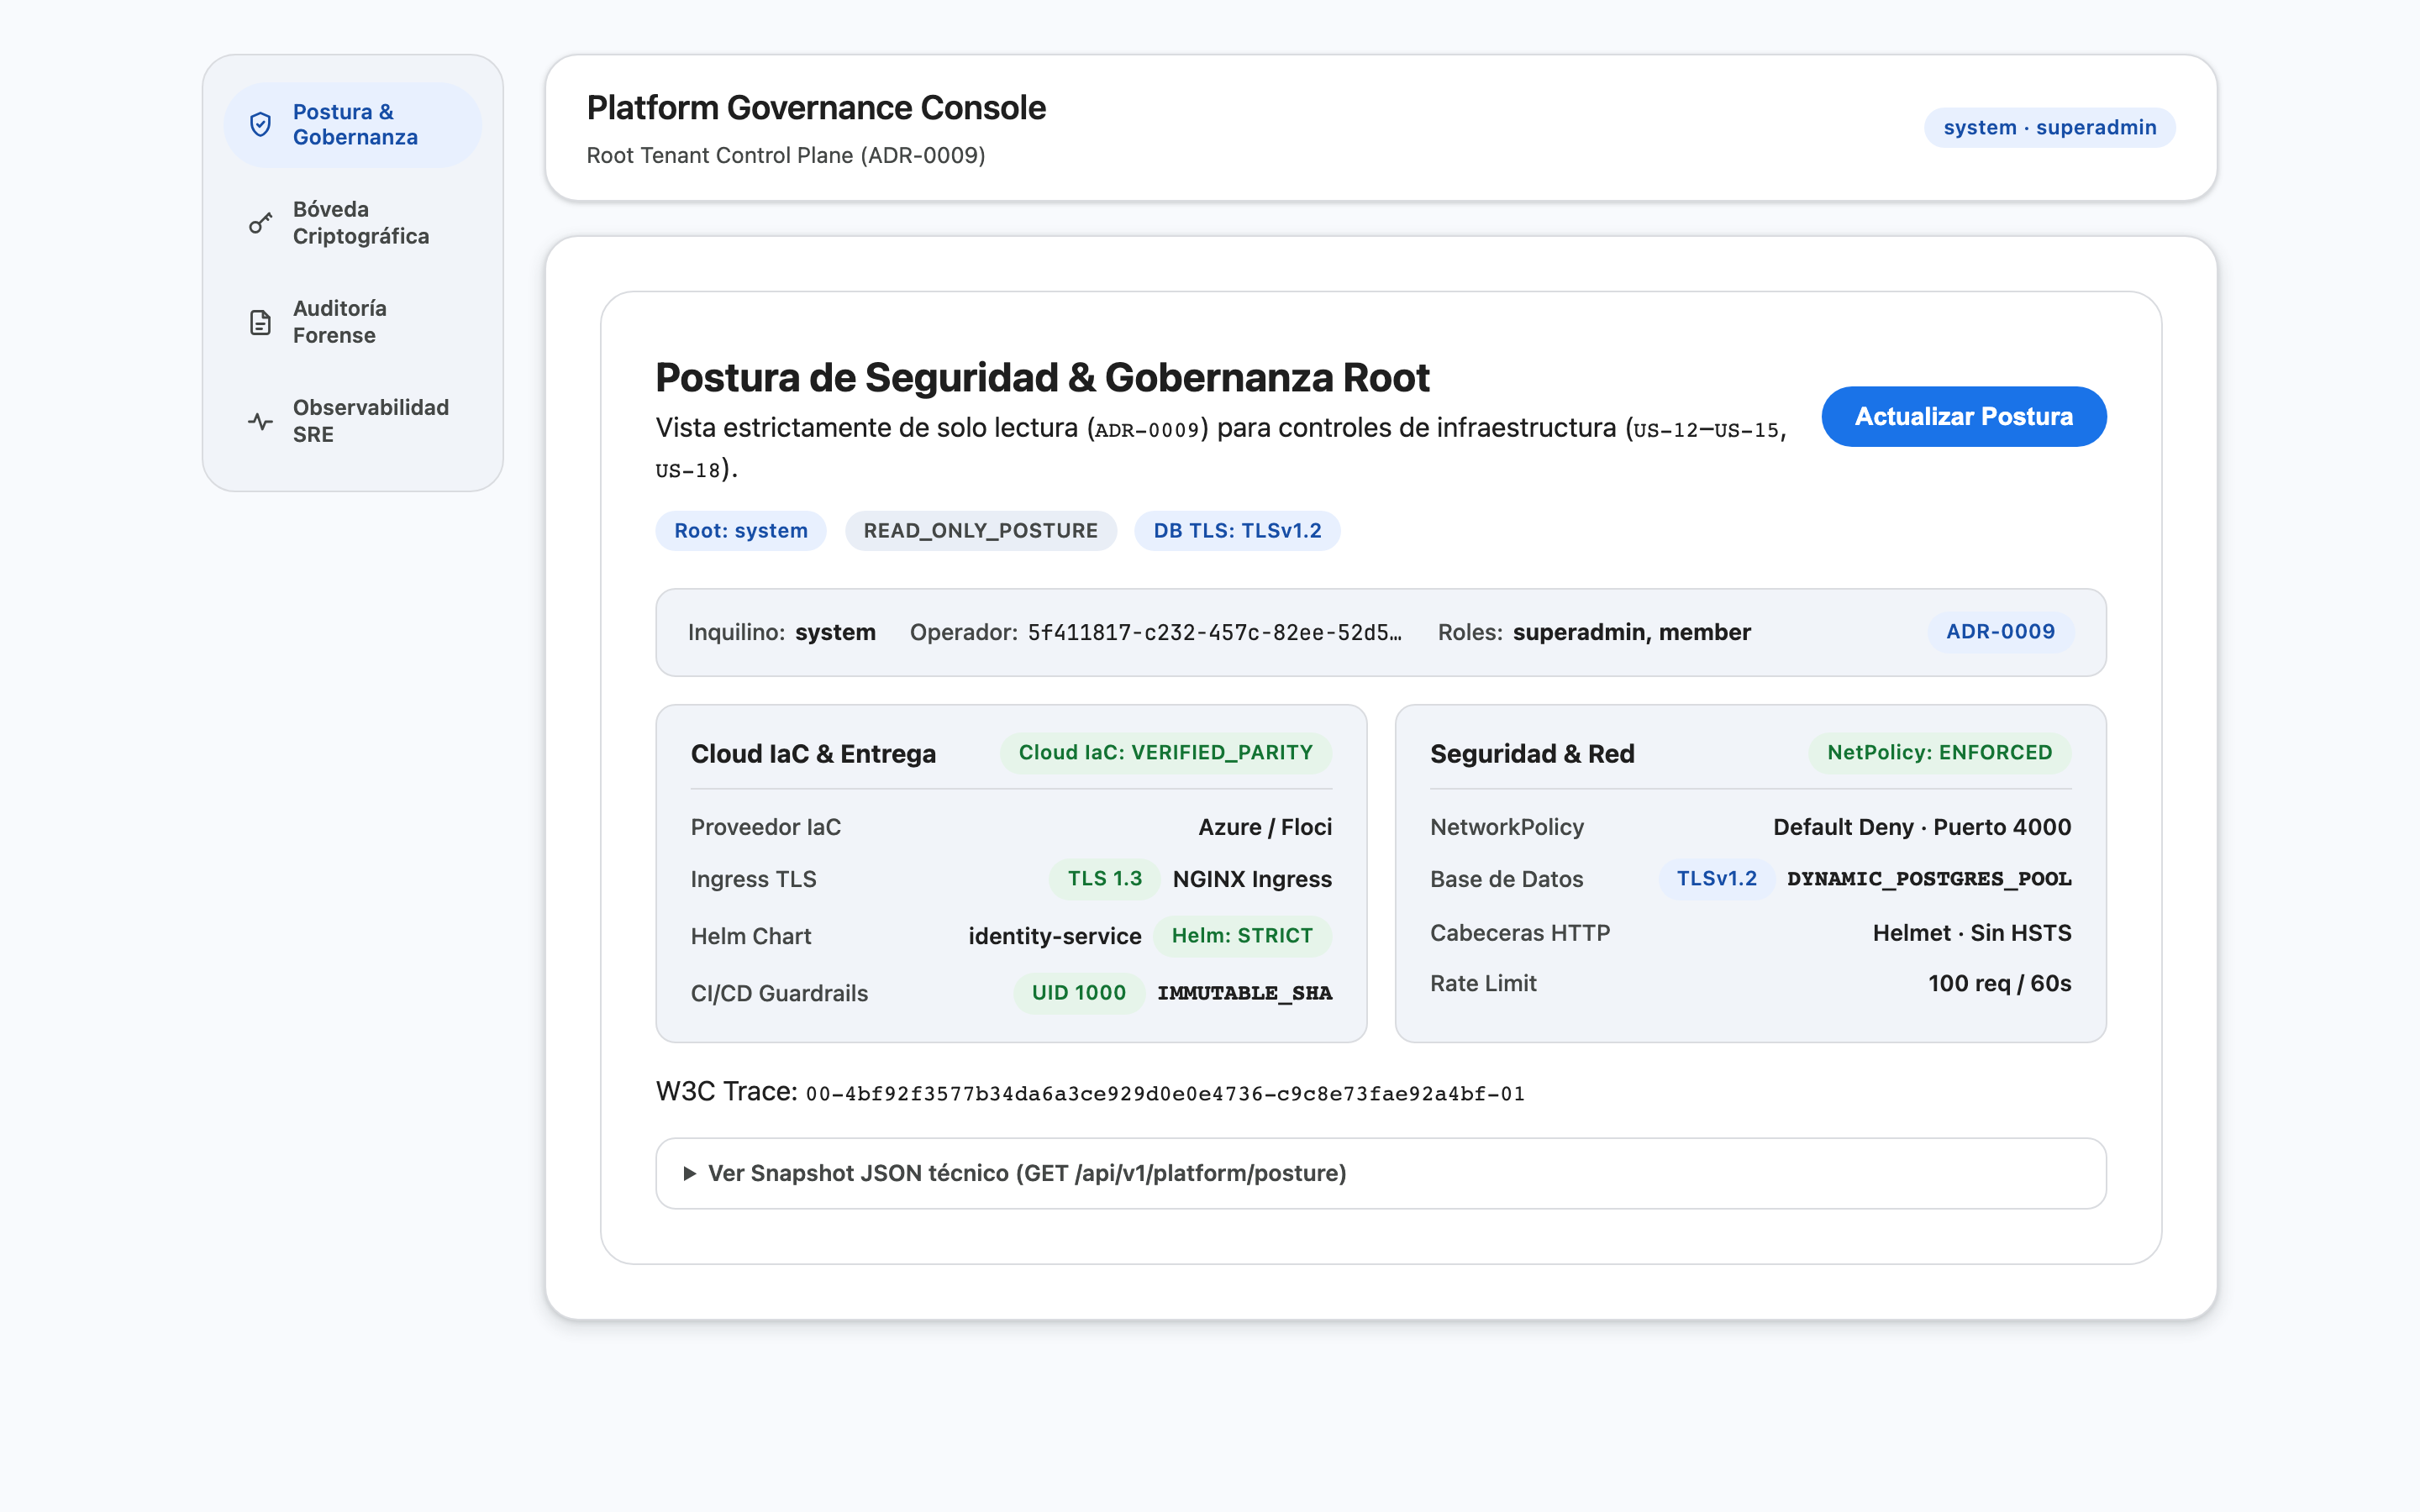 Postura &
Gobernanza
Bóveda
Criptográfica
Auditoría
Forense
Observabilidad
SRE
Platform Governance Console
Root Tenant Control Plane (ADR-0009)
system · superadmin
Postura de Seguridad & Gobernanza Root
Vista estrictamente de solo lectura (ADR-0009) para controles de infraestructura (US-12–US-15,
US-18).
Actualizar Postura
Root: system READ_ONLY_POSTURE DB TLS: TLSv1.2
Inquilino: system Operador: 5f411817-c232-457c-82ee-52d5… Roles: superadmin, member ADR-0009
Cloud IaC & Entrega Cloud IaC: VERIFIED_PARITY
Proveedor IaC Azure / Floci
Ingress TLS TLS 1.3 NGINX Ingress
Helm Chart identity-service Helm: STRICT
CI/CD Guardrails UID 1000 IMMUTABLE_SHA
Seguridad & Red NetPolicy: ENFORCED
NetworkPolicy Default Deny · Puerto 4000
Base de Datos TLSv1.2 DYNAMIC_POSTGRES_POOL
Cabeceras HTTP Helmet · Sin HSTS
Rate Limit 100 req / 60s
W3C Trace: 00-4bf92f3577b34da6a3ce929d0e0e4736-c9c8e73fae92a4bf-01
Ver Snapshot JSON técnico (GET /api/v1/platform/posture)